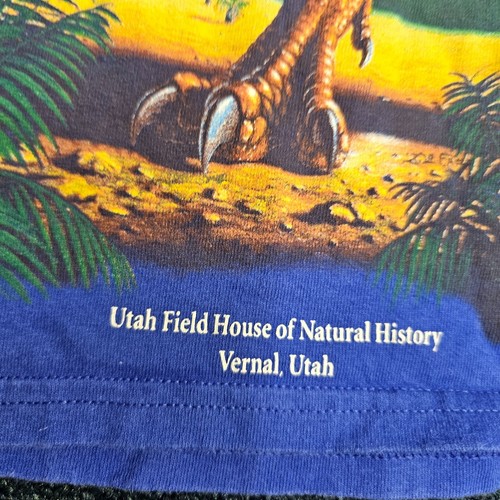 Utah Field House of Natural History
Vernal, Utah